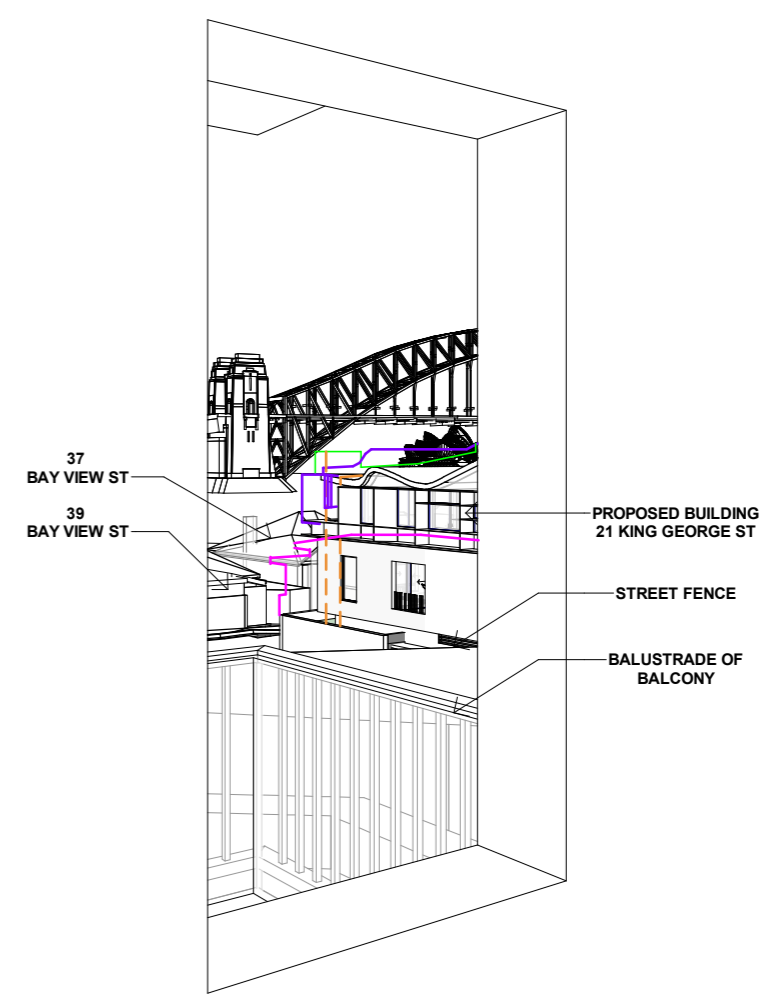 37
BAY VIEW ST
39
BAY VIEW ST
PROPOSED BUILDING
21 KING GEORGE ST
STREET FENCE
BALUSTRADE OF
BALCONY